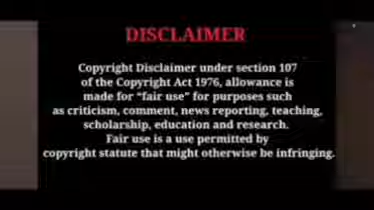 DISCLAIMER
Copyright Disclaimer under section 107
of the Copyright Act 1976, allowance is
made for “fair use” for purposes such
as criticism, comment, news reporting, teaching,
scholarship, education and research.
Fair use is a use permitted by
copyright statute that might otherwise be infringing.